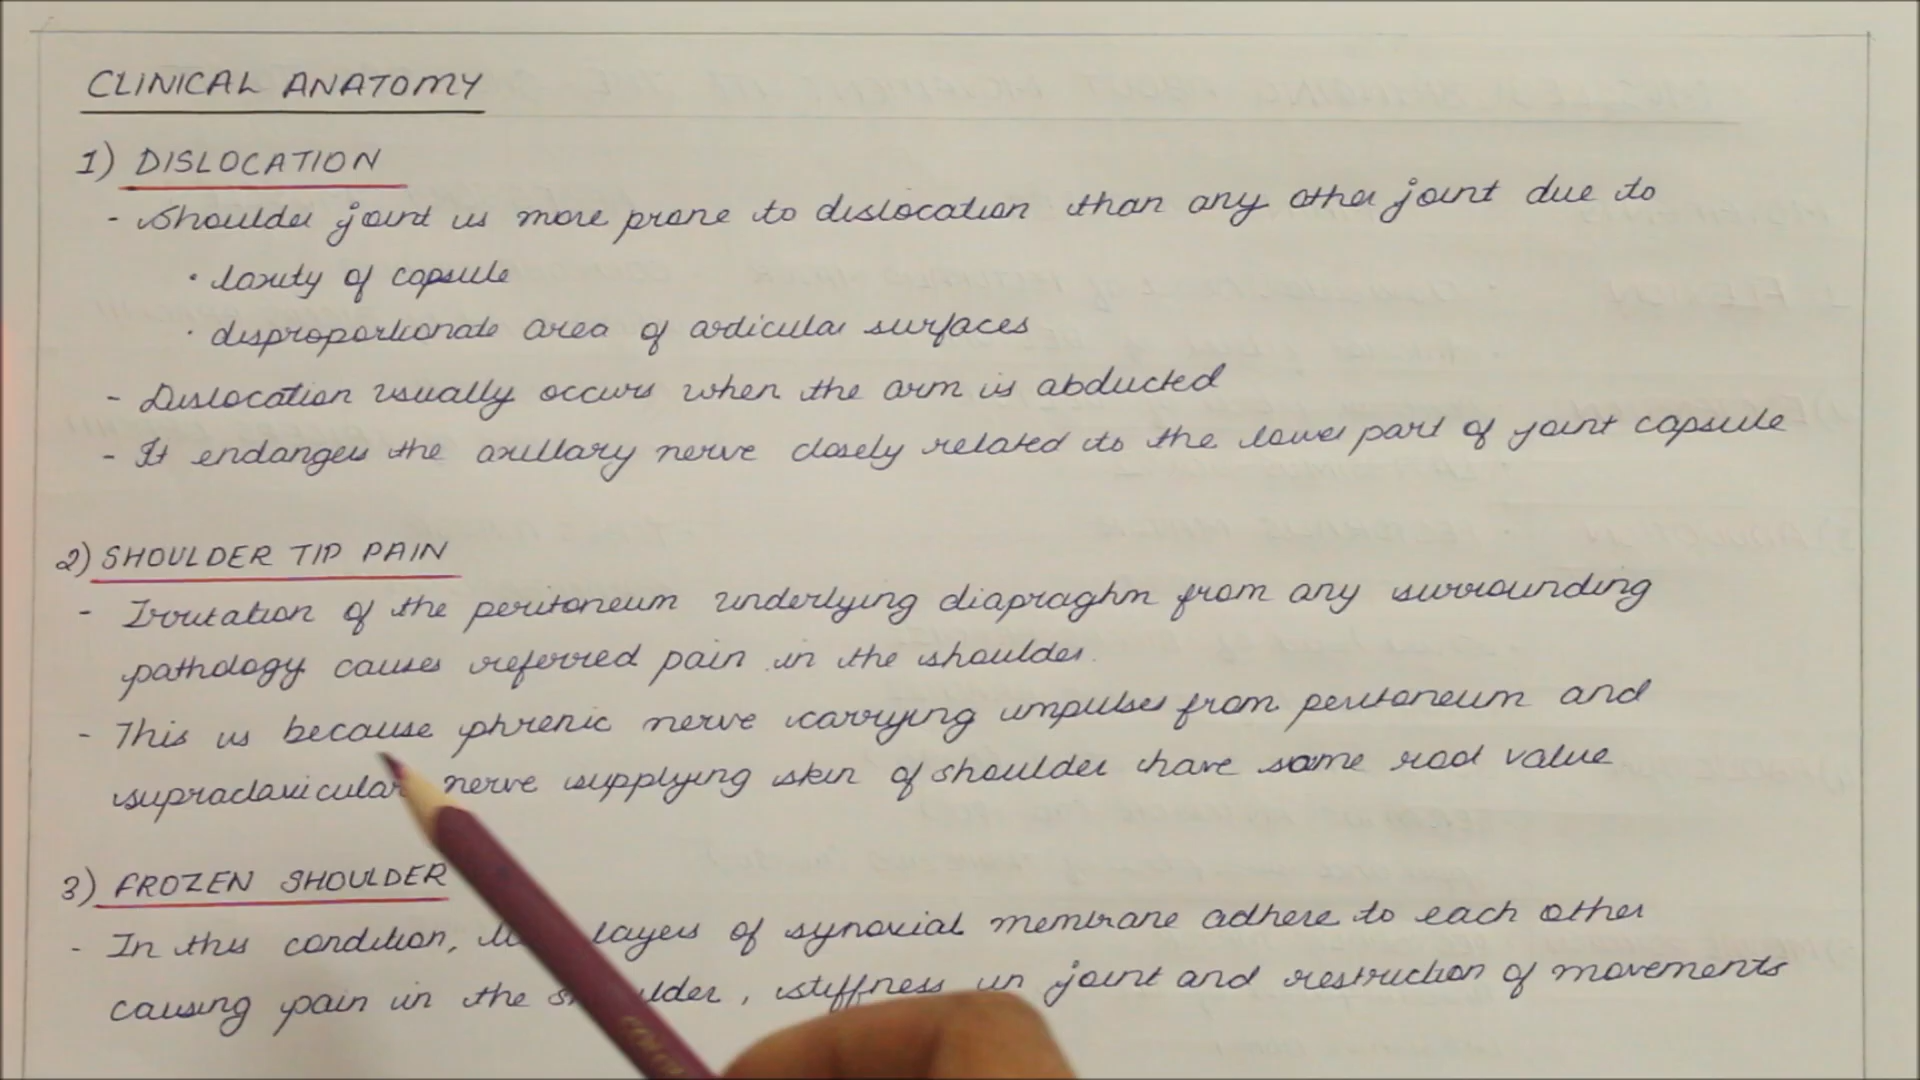 CLINICAL ANATOMY
1) DISLOCATION
- Shoulder joint is more prone to dislocation than any other joint due to
• laxity of capsule
• disproportionate area of articular surfaces
- Dislocation usually occurs when the arm is abducted
- It endangers the axillary nerve closely related to the lower part of joint capsule
2) SHOULDER TIP PAIN
- Irritation of the peritoneum underlying diapraghm from any surrounding
pathology causes referred pain in the shoulder.
- This is because phrenic nerve carrying impulses from peritoneum and
supraclavicular nerve supplying skin of shoulder have same root value
3) FROZEN SHOULDER
- In this condition, layers of synovial membrane adhere to each other
causing pain in the stiffness in joint and restriction of movements